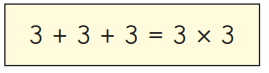 3 + 3 + 3 = 3 × 3